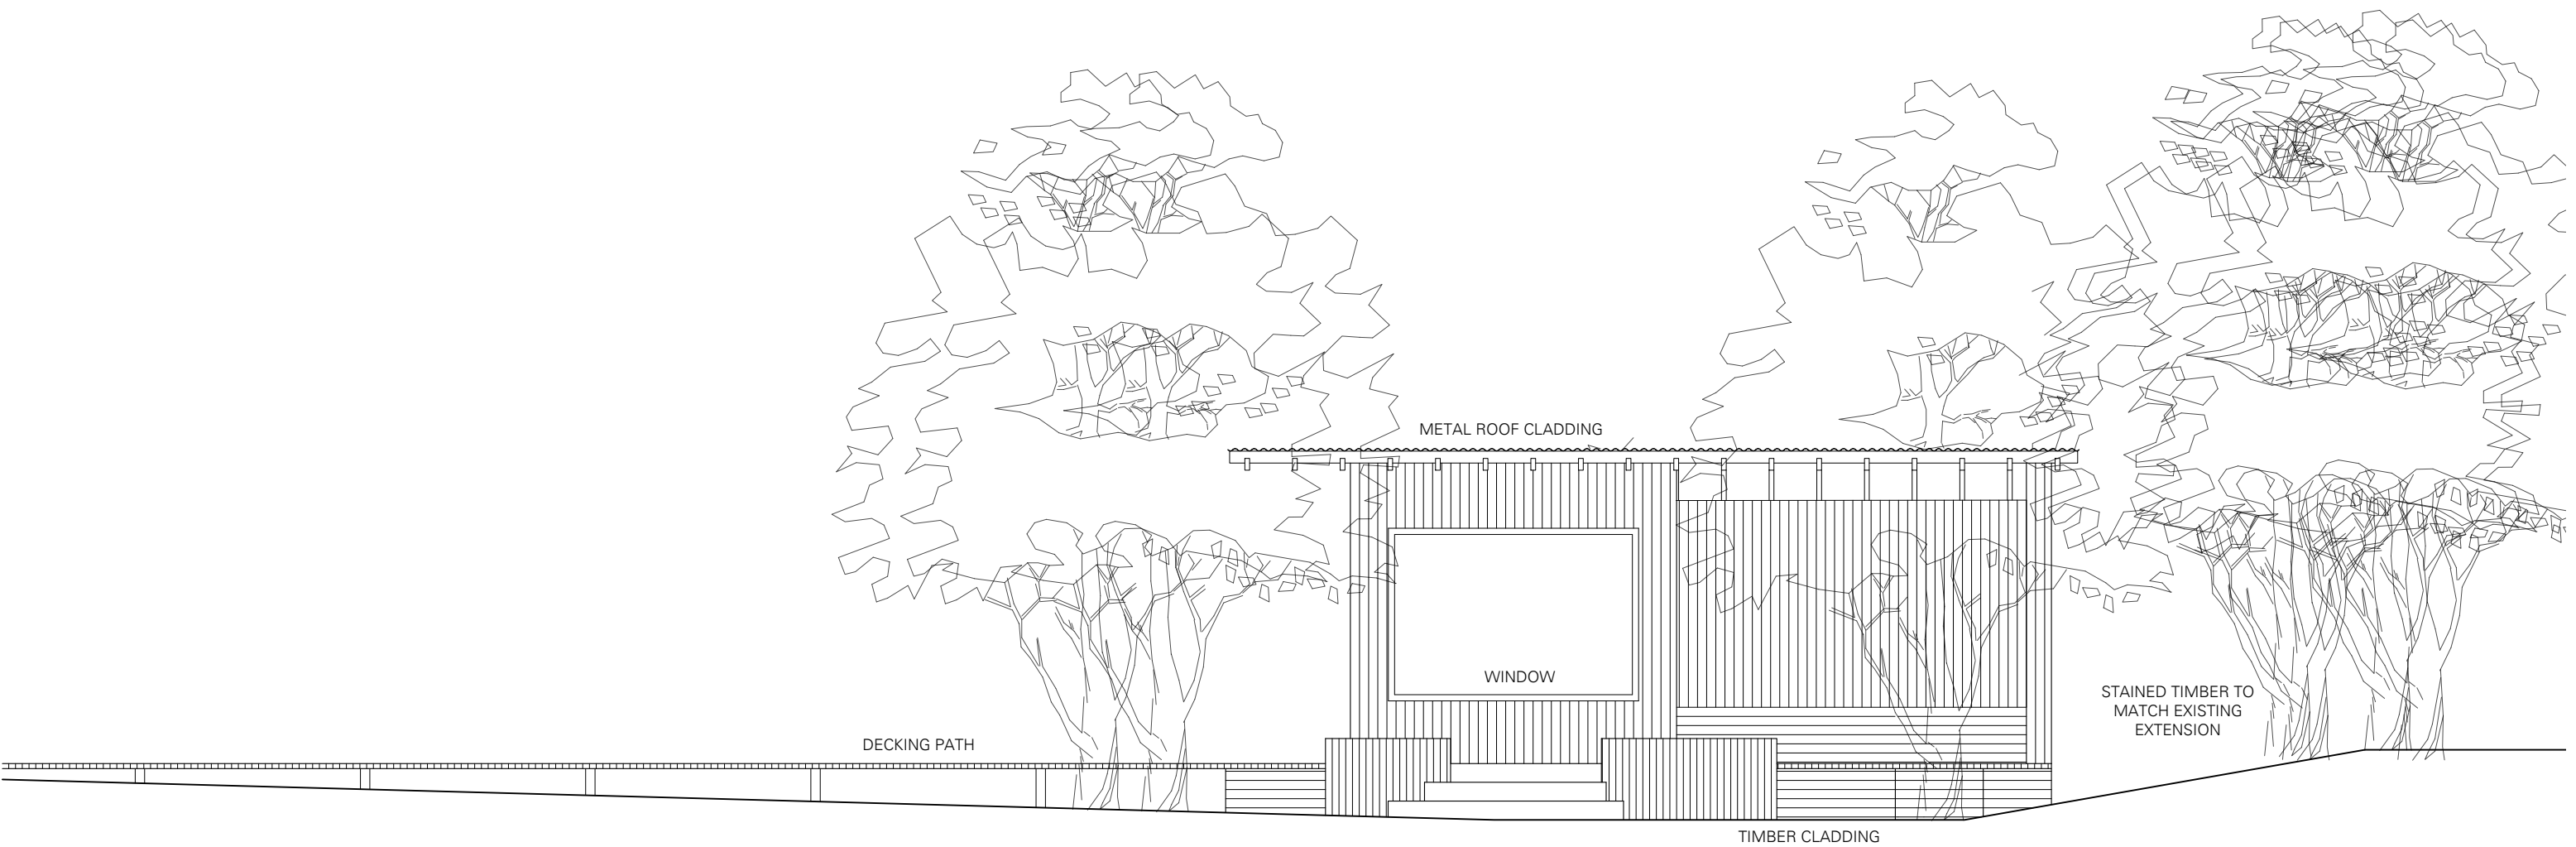 METAL ROOF CLADDING
WINDOW
STAINED TIMBER TO
MATCH EXISTING
EXTENSION
DECKING PATH
TIMBER CLADDING